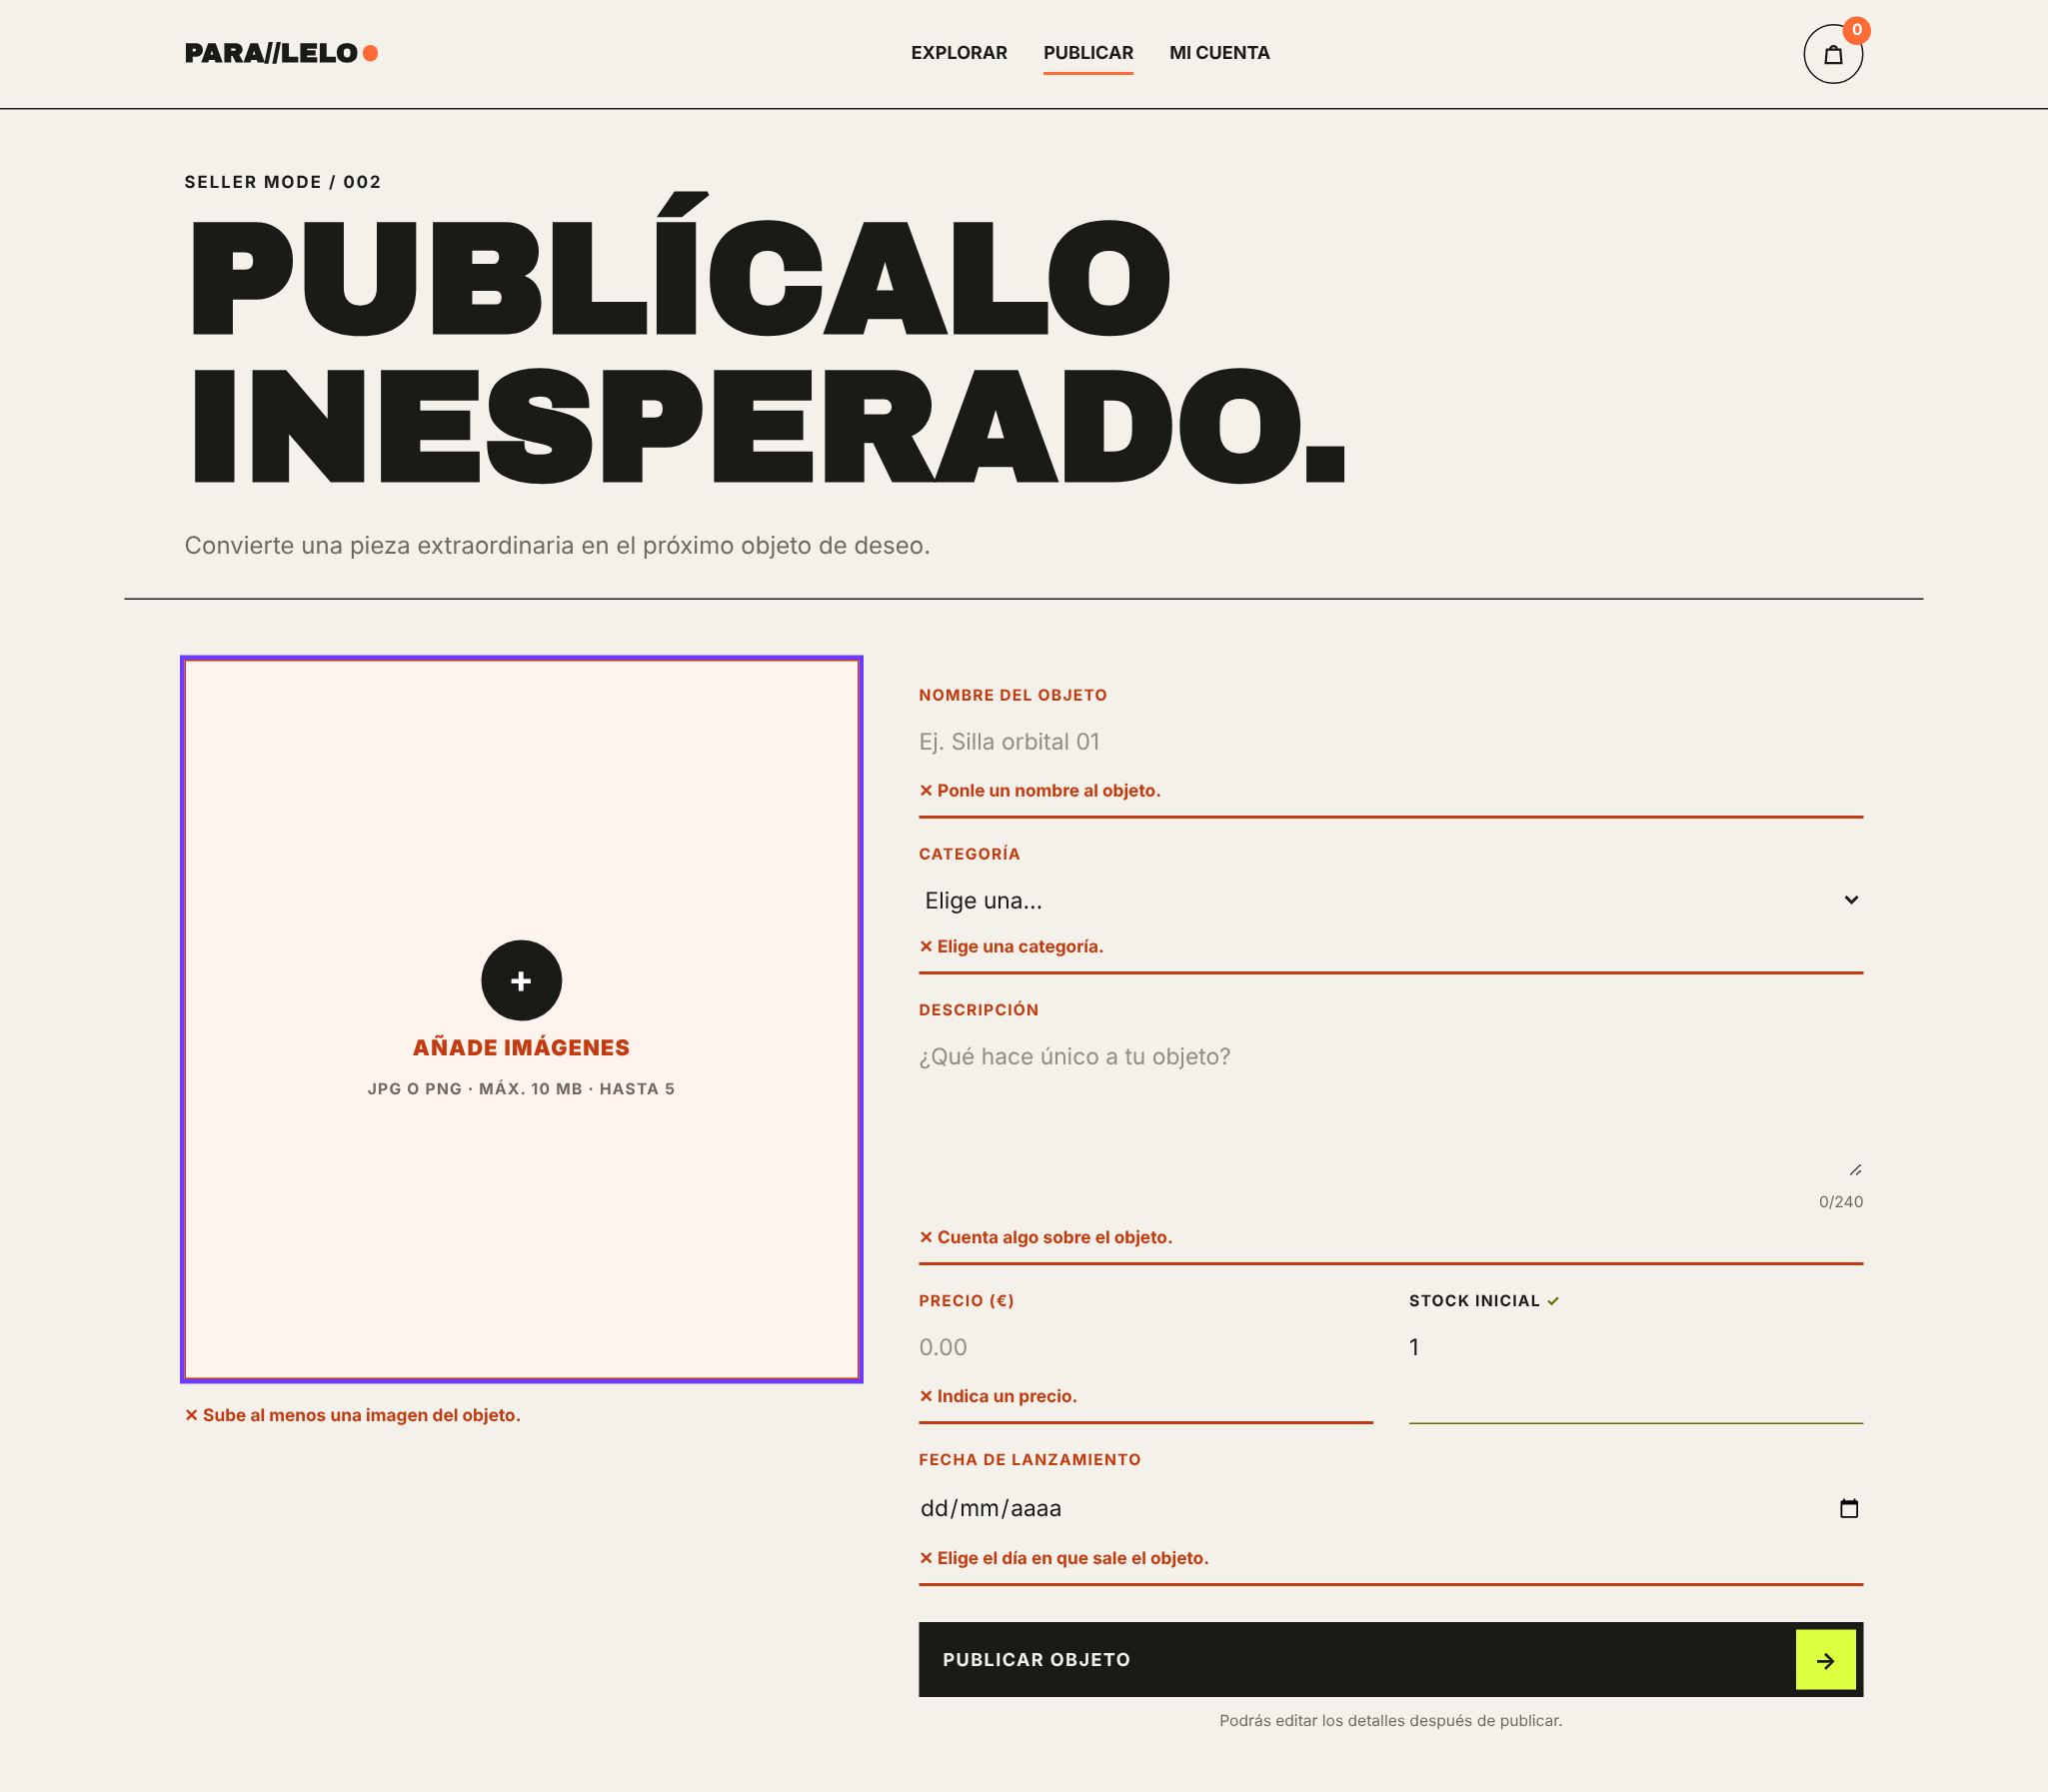 PARA//LELO
EXPLORAR PUBLICAR MI CUENTA
0
SELLER MODE / 002
PUBLÍCALO
INESPERADO.
Convierte una pieza extraordinaria en el próximo objeto de deseo.
+
AÑADE IMÁGENES
JPG O PNG · MÁX. 10 MB · HASTA 5
✕ Sube al menos una imagen del objeto.
NOMBRE DEL OBJETO
Ej. Silla orbital 01
✕ Ponle un nombre al objeto.
CATEGORÍA
Elige una...
✕ Elige una categoría.
DESCRIPCIÓN
¿Qué hace único a tu objeto?
0/240
✕ Cuenta algo sobre el objeto.
PRECIO (€)
0.00
✕ Indica un precio.
STOCK INICIAL ✓
1
FECHA DE LANZAMIENTO
dd/mm/aaaa
✕ Elige el día en que sale el objeto.
PUBLICAR OBJETO →
Podrás editar los detalles después de publicar.